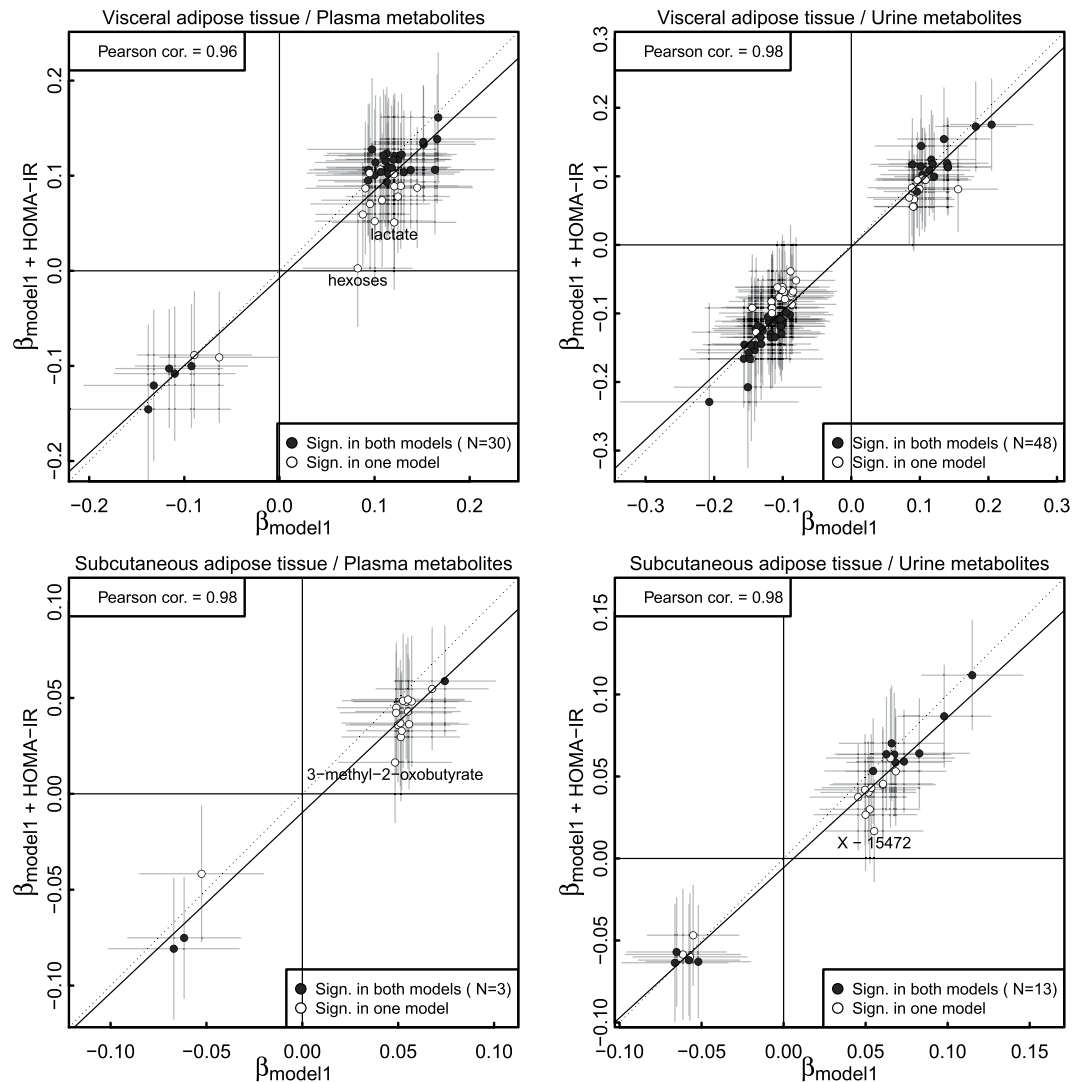 Visceral adipose tissue / Plasma metabolites
Pearson cor. = 0.96
βmodel1 + HOMA−IR
0.2
0.1
0.0
−0.1
−0.2
lactate
hexoses
Sign. in both models ( N=30)
Sign. in one model
−0.2 −0.1 0.0 0.1 0.2
βmodel1
Visceral adipose tissue / Urine metabolites
Pearson cor. = 0.98
βmodel1 + HOMA−IR
0.3
0.2
0.1
0.0
−0.1
−0.2
−0.3
Sign. in both models ( N=48)
Sign. in one model
−0.3 −0.2 −0.1 0.0 0.1 0.2 0.3
βmodel1
Subcutaneous adipose tissue / Plasma metabolites
Pearson cor. = 0.98
βmodel1 + HOMA−IR
0.10
0.05
0.00
−0.05
−0.10
3−methyl−2−oxobutyrate
Sign. in both models ( N=3)
Sign. in one model
−0.10 −0.05 0.00 0.05 0.10
βmodel1
Subcutaneous adipose tissue / Urine metabolites
Pearson cor. = 0.98
βmodel1 + HOMA−IR
0.15
0.10
0.05
0.00
−0.05
−0.10
X − 15472
Sign. in both models ( N=13)
Sign. in one model
−0.10 −0.05 0.00 0.05 0.10 0.15
βmodel1